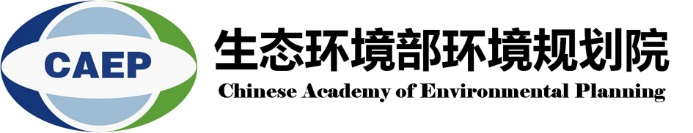 CAEP
生态环境部环境规划院
Chinese Academy of Environmental Planning